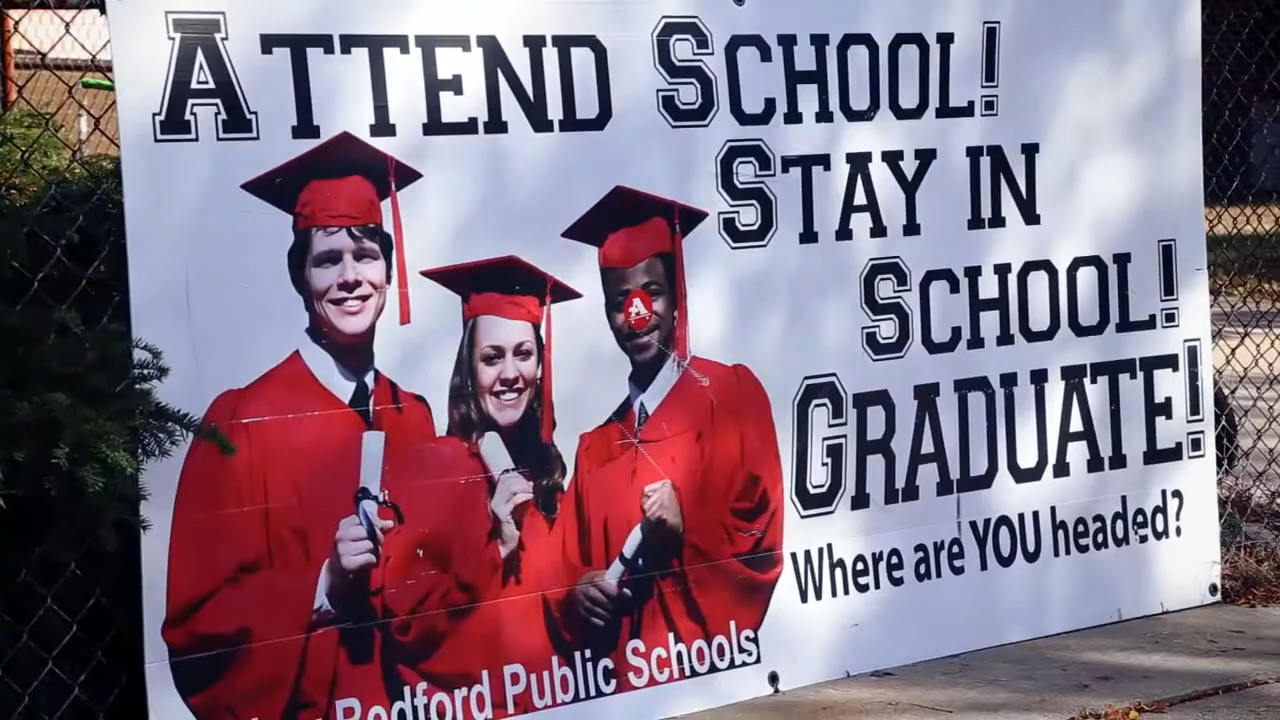 ATTEND SCHOOL!
STAY IN
SCHOOL!
GRADUATE!
Where are YOU headed?
A
Public Schools